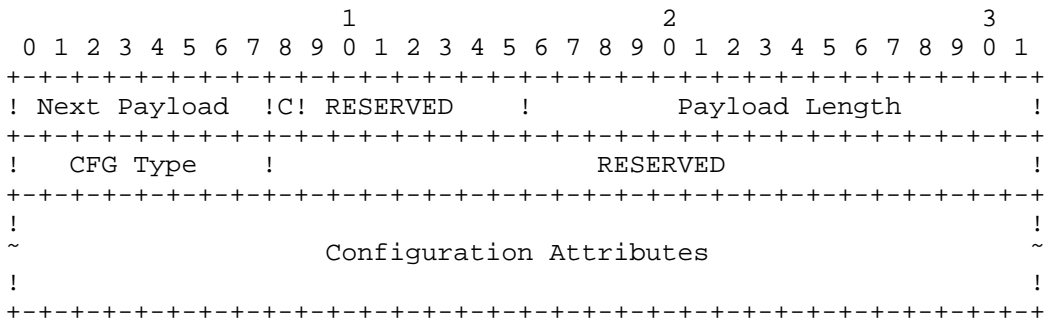 1                   2                   3
 0 1 2 3 4 5 6 7 8 9 0 1 2 3 4 5 6 7 8 9 0 1 2 3 4 5 6 7 8 9 0 1
+-+-+-+-+-+-+-+-+-+-+-+-+-+-+-+-+-+-+-+-+-+-+-+-+-+-+-+-+-+-+-+-+
! Next Payload  !C! RESERVED    !         Payload Length        !
+-+-+-+-+-+-+-+-+-+-+-+-+-+-+-+-+-+-+-+-+-+-+-+-+-+-+-+-+-+-+-+-+
!   CFG Type    !                    RESERVED                   !
+-+-+-+-+-+-+-+-+-+-+-+-+-+-+-+-+-+-+-+-+-+-+-+-+-+-+-+-+-+-+-+-+
!                                                               !
~                   Configuration Attributes                    ~
!                                                               !
+-+-+-+-+-+-+-+-+-+-+-+-+-+-+-+-+-+-+-+-+-+-+-+-+-+-+-+-+-+-+-+-+